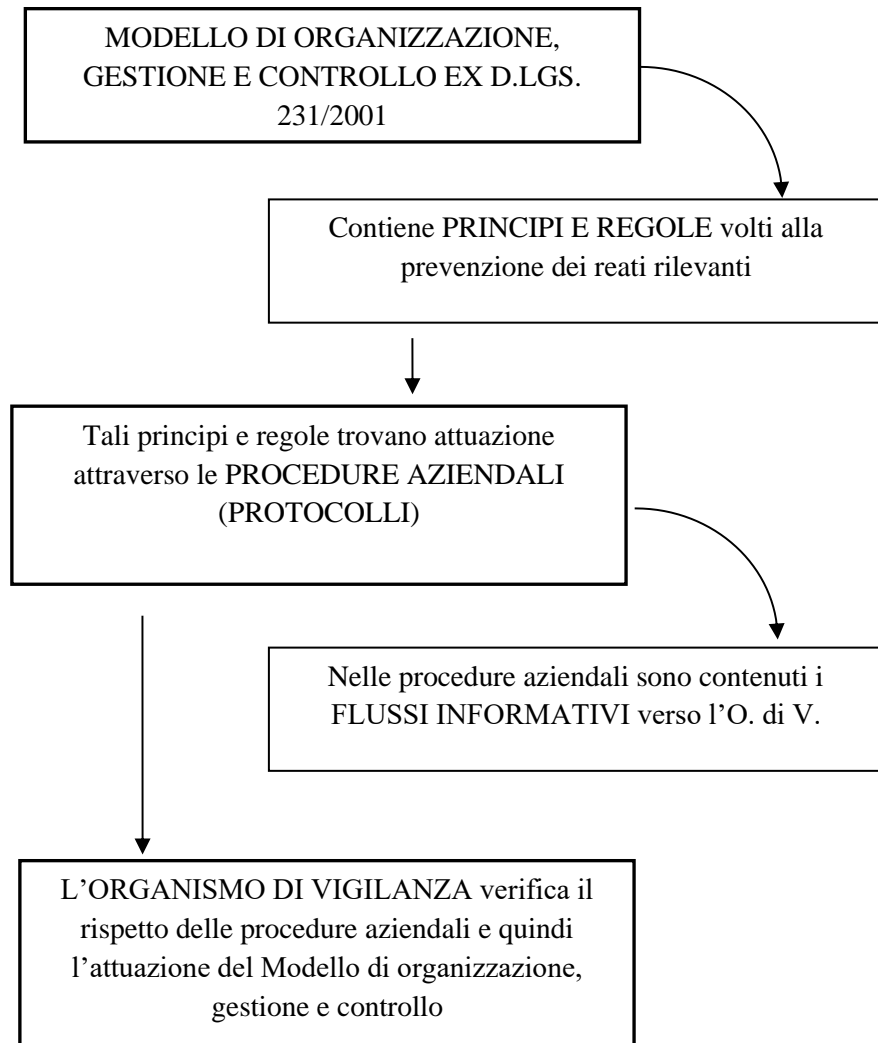 MODELLO DI ORGANIZZAZIONE,
GESTIONE E CONTROLLO EX D.LGS.
231/2001
Contiene PRINCIPI E REGOLE volti alla
prevenzione dei reati rilevanti
Tali principi e regole trovano attuazione
attraverso le PROCEDURE AZIENDALI
(PROTOCOLLI)
Nelle procedure aziendali sono contenuti i
FLUSSI INFORMATIVI verso l’O. di V.
L’ORGANISMO DI VIGILANZA verifica il
rispetto delle procedure aziendali e quindi
l’attuazione del Modello di organizzazione,
gestione e controllo